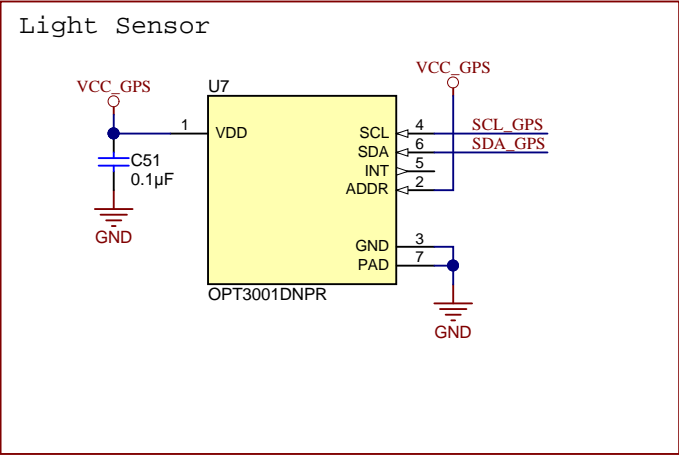 Light Sensor
VCC_GPS
VCC_GPS
U7
1
VDD
SCL
4
SCL_GPS
SDA
6
SDA_GPS
INT
5
ADDR
2
C51
0.1µF
GND
GND
3
PAD
7
OPT3001DNPR
GND